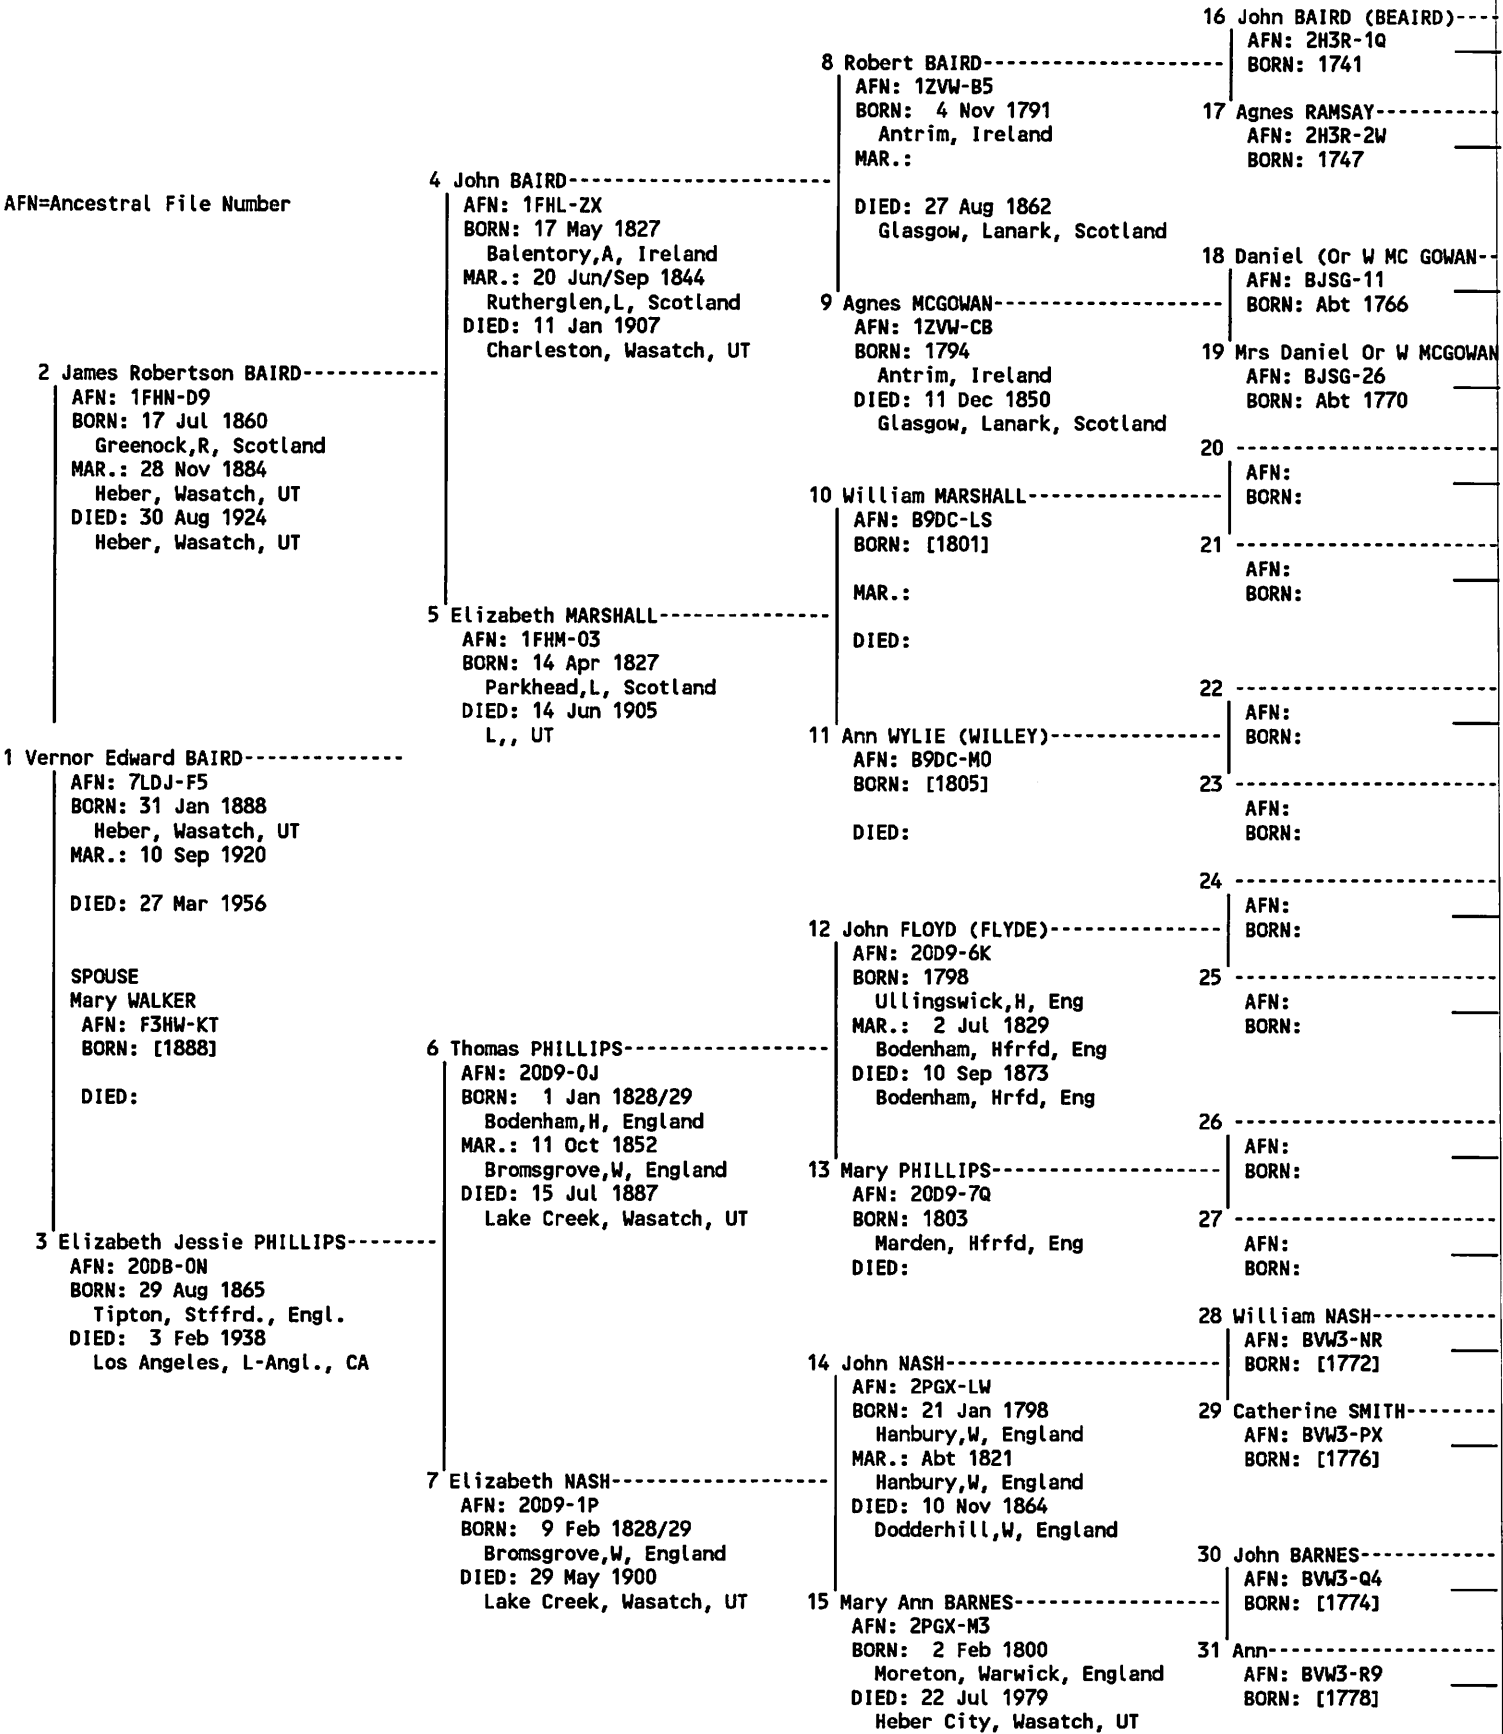 AFN=Ancestral File Number
1 Vernor Edward BAIRD--------------
AFN: 7LDJ-F5
BORN: 31 Jan 1888
Heber, Wasatch, UT
MAR.: 10 Sep 1920
DIED: 27 Mar 1956
SPOUSE
Mary WALKER
AFN: F3HW-KT
BORN: [1888]
DIED:
2 James Robertson BAIRD------------
AFN: 1FHN-D9
BORN: 17 Jul 1860
Greenock,R, Scotland
MAR.: 28 Nov 1884
Heber, Wasatch, UT
DIED: 30 Aug 1924
Heber, Wasatch, UT
3 Elizabeth Jessie PHILLIPS--------
AFN: 20DB-0N
BORN: 29 Aug 1865
Tipton, Stffrd., Engl.
DIED: 3 Feb 1938
Los Angeles, L-Angl., CA
4 John BAIRD-----------------------
AFN: 1FHL-ZX
BORN: 17 May 1827
Balentory,A, Ireland
MAR.: 20 Jun/Sep 1844
Rutherglen,L, Scotland
DIED: 11 Jan 1907
Charleston, Wasatch, UT
5 Elizabeth MARSHALL---------------
AFN: 1FHM-03
BORN: 14 Apr 1827
Parkhead,L, Scotland
DIED: 14 Jun 1905
L,, UT
6 Thomas PHILLIPS------------------
AFN: 20D9-0J
BORN: 1 Jan 1828/29
Bodenham,H, England
MAR.: 11 Oct 1852
Bromsgrove,W, England
DIED: 15 Jul 1887
Lake Creek, Wasatch, UT
7 Elizabeth NASH-------------------
AFN: 20D9-1P
BORN: 9 Feb 1828/29
Bromsgrove,W, England
DIED: 29 May 1900
Lake Creek, Wasatch, UT
8 Robert BAIRD---------------------
AFN: 1ZVW-B5
BORN: 4 Nov 1791
Antrim, Ireland
MAR.:
DIED: 27 Aug 1862
Glasgow, Lanark, Scotland
9 Agnes MCGOWAN--------------------
AFN: 1ZVW-CB
BORN: 1794
Antrim, Ireland
DIED: 11 Dec 1850
Glasgow, Lanark, Scotland
10 William MARSHALL-----------------
AFN: B9DC-LS
BORN: [1801]
MAR.:
DIED:
11 Ann WYLIE (WILLEY)---------------
AFN: B9DC-M0
BORN: [1805]
DIED:
12 John FLOYD (FLYDE)---------------
AFN: 20D9-6K
BORN: 1798
Ullingswick,H, Eng
MAR.: 2 Jul 1829
Bodenham, Hfrfd, Eng
DIED: 10 Sep 1873
Bodenham, Hrfd, Eng
13 Mary PHILLIPS--------------------
AFN: 20D9-7Q
BORN: 1803
Marden, Hfrfd, Eng
DIED:
14 John NASH------------------------
AFN: 2PGX-LW
BORN: 21 Jan 1798
Hanbury,W, England
MAR.: Abt 1821
Hanbury,W, England
DIED: 10 Nov 1864
Dodderhill,W, England
15 Mary Ann BARNES------------------
AFN: 2PGX-M3
BORN: 2 Feb 1800
Moreton, Warwick, England
DIED: 22 Jul 1979
Heber City, Wasatch, UT
16 John BAIRD (BEAIRD)----
AFN: 2H3R-1Q
BORN: 1741
17 Agnes RAMSAY-----------
AFN: 2H3R-2W
BORN: 1747
18 Daniel (Or W MC GOWAN--
AFN: BJSG-11
BORN: Abt 1766
19 Mrs Daniel Or W MCGOWAN
AFN: BJSG-26
BORN: Abt 1770
20 -----------------------
AFN:
BORN:
21 -----------------------
AFN:
BORN:
22 -----------------------
AFN:
BORN:
23 -----------------------
AFN:
BORN:
24 -----------------------
AFN:
BORN:
25 -----------------------
AFN:
BORN:
26 -----------------------
AFN:
BORN:
27 -----------------------
AFN:
BORN:
28 William NASH-----------
AFN: BVW3-NR
BORN: [1772]
29 Catherine SMITH--------
AFN: BVW3-PX
BORN: [1776]
30 John BARNES------------
AFN: BVW3-Q4
BORN: [1774]
31 Ann--------------------
AFN: BVW3-R9
BORN: [1778]